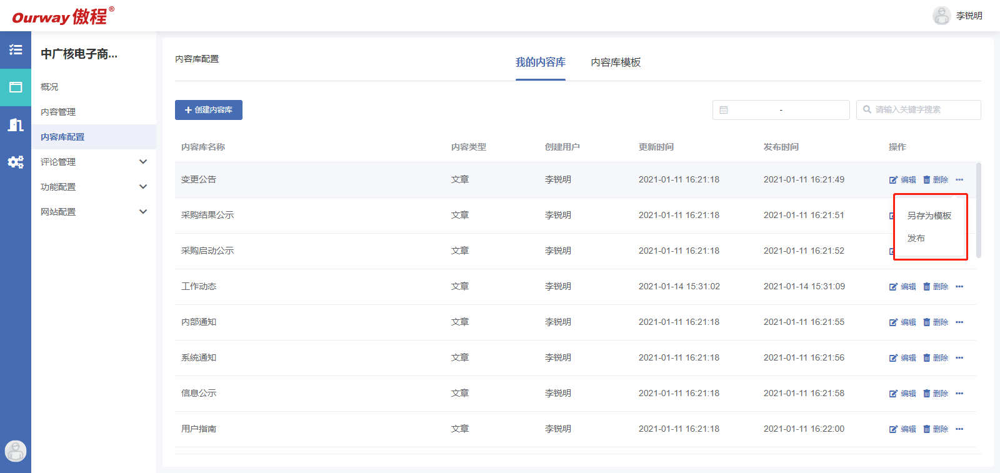 Ourway 傲程®
李锐明
中广核电子商...
概况
内容管理
内容库配置
评论管理
功能配置
网站配置
内容库配置
我的内容库 内容库模板
创建内容库
-
请输入关键字搜索
内容库名称 内容类型 创建用户 更新时间 发布时间 操作
变更公告 文章 李锐明 2021-01-11 16:21:18 2021-01-11 16:21:49 编辑 删除 •••
另存为模板
发布
采购结果公示 文章 李锐明 2021-01-11 16:21:18 2021-01-11 16:21:51
采购启动公示 文章 李锐明 2021-01-11 16:21:18 2021-01-11 16:21:52
工作动态 文章 李锐明 2021-01-14 15:31:02 2021-01-14 15:31:09 编辑 删除 •••
内部通知 文章 李锐明 2021-01-11 16:21:18 2021-01-11 16:21:55 编辑 删除 •••
系统通知 文章 李锐明 2021-01-11 16:21:18 2021-01-11 16:21:56 编辑 删除 •••
信息公示 文章 李锐明 2021-01-11 16:21:18 2021-01-11 16:21:58 编辑 删除 •••
用户指南 文章 李锐明 2021-01-11 16:21:18 2021-01-11 16:22:00 编辑 删除 •••